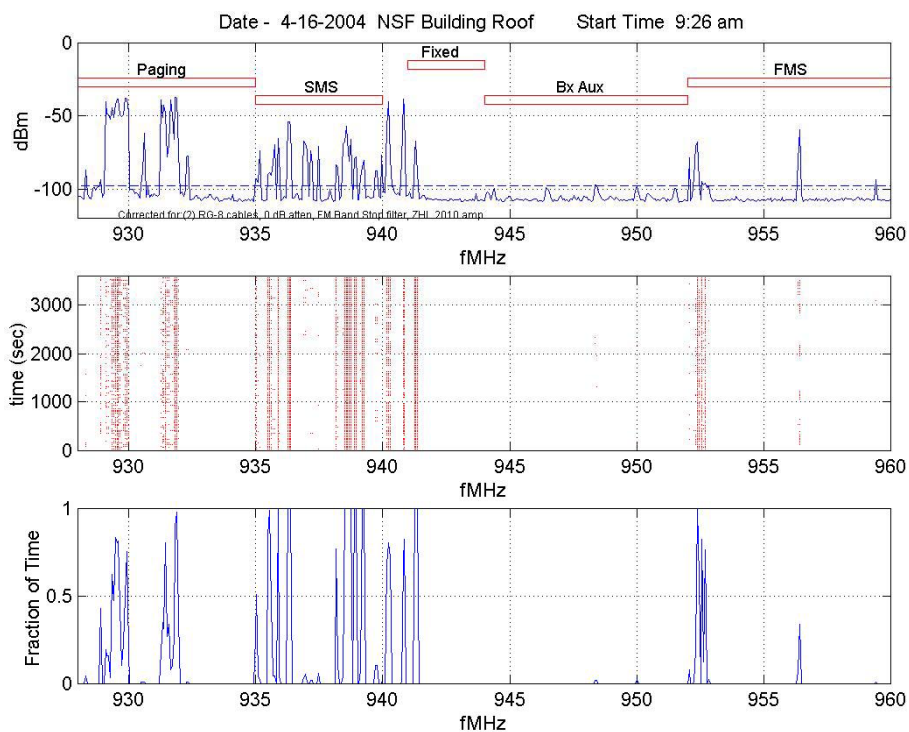 Date - 4-16-2004 NSF Building Roof Start Time 9:26 am
0
-50
-100
dBm
Paging
SMS
Fixed
Bx Aux
FMS
Corrected for (2) RG-8 cables, 0 dB atten, FM Band Stop filter, ZHL 2010 amp
930 935 940 945 950 955 960
fMHz
3000
2000
1000
0
time (sec)
930 935 940 945 950 955 960
fMHz
1
0.5
0
Fraction of Time
930 935 940 945 950 955 960
fMHz